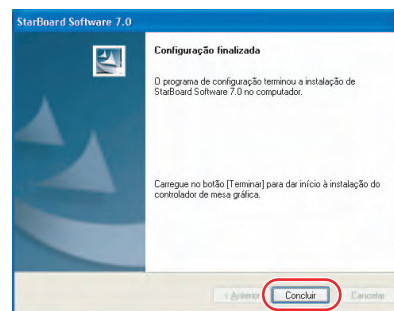 StarBoard Software 7.0
Configuração finalizada
O programa de configuração terminou a instalação de
StarBoard Software 7.0 no computador.
Carregue no botão [Terminar] para dar início à instalação do
controlador de mesa gráfica.
< Anterior Concluir Cancelar